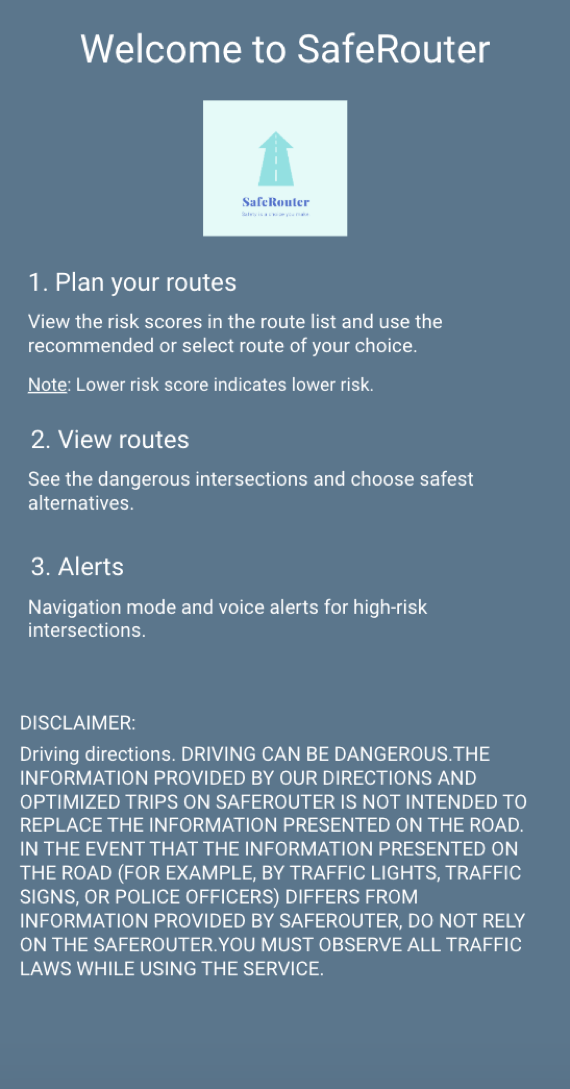 Welcome to SafeRouter
SafeRouter
Safety is a choice you make
1. Plan your routes
View the risk scores in the route list and use the
recommended or select route of your choice.
Note: Lower risk score indicates lower risk.
2. View routes
See the dangerous intersections and choose safest
alternatives.
3. Alerts
Navigation mode and voice alerts for high-risk
intersections.
DISCLAIMER:
Driving directions. DRIVING CAN BE DANGEROUS.THE
INFORMATION PROVIDED BY OUR DIRECTIONS AND
OPTIMIZED TRIPS ON SAFEROUTER IS NOT INTENDED TO
REPLACE THE INFORMATION PRESENTED ON THE ROAD.
IN THE EVENT THAT THE INFORMATION PRESENTED ON
THE ROAD (FOR EXAMPLE, BY TRAFFIC LIGHTS, TRAFFIC
SIGNS, OR POLICE OFFICERS) DIFFERS FROM
INFORMATION PROVIDED BY SAFEROUTER, DO NOT RELY
ON THE SAFEROUTER.YOU MUST OBSERVE ALL TRAFFIC
LAWS WHILE USING THE SERVICE.